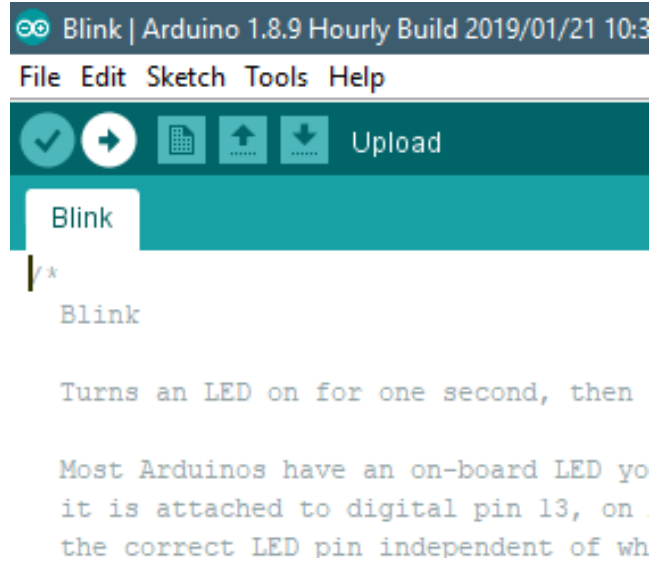 Blink | Arduino 1.8.9 Hourly Build 2019/01/21 10:3
File Edit Sketch Tools Help
Upload
Blink
/*
Blink
Turns an LED on for one second, then
Most Arduinos have an on-board LED yo
it is attached to digital pin 13, on
the correct LED pin independent of wh